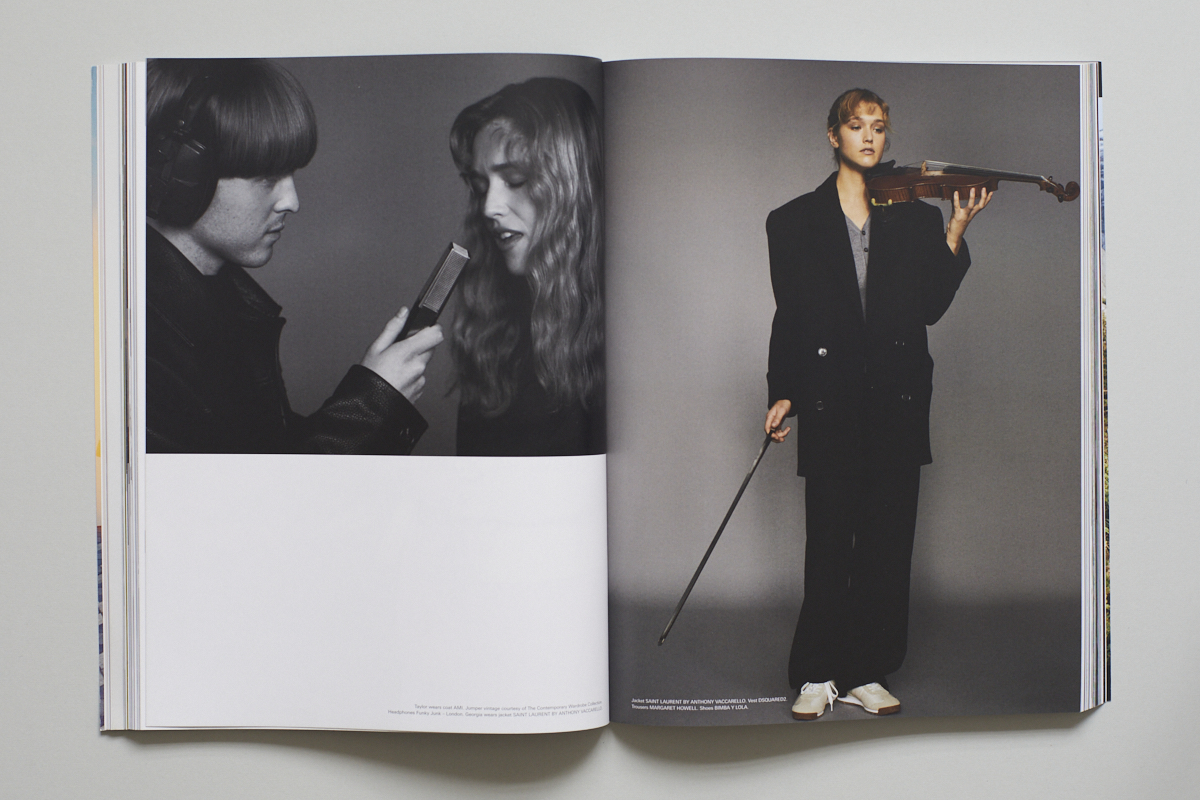 Taylor wears coat AMI. Jumper vintage courtesy of The Contemporary Wardrobe Collection.
Headphones Funky Junk - London. Georgia wears jacket SAINT LAURENT BY ANTHONY VACCARELLO.
Jacket SAINT LAURENT BY ANTHONY VACCARELLO. Vest DSQUARED2.
Trousers MARGARET HOWELL. Shoes BIMBA Y LOLA.